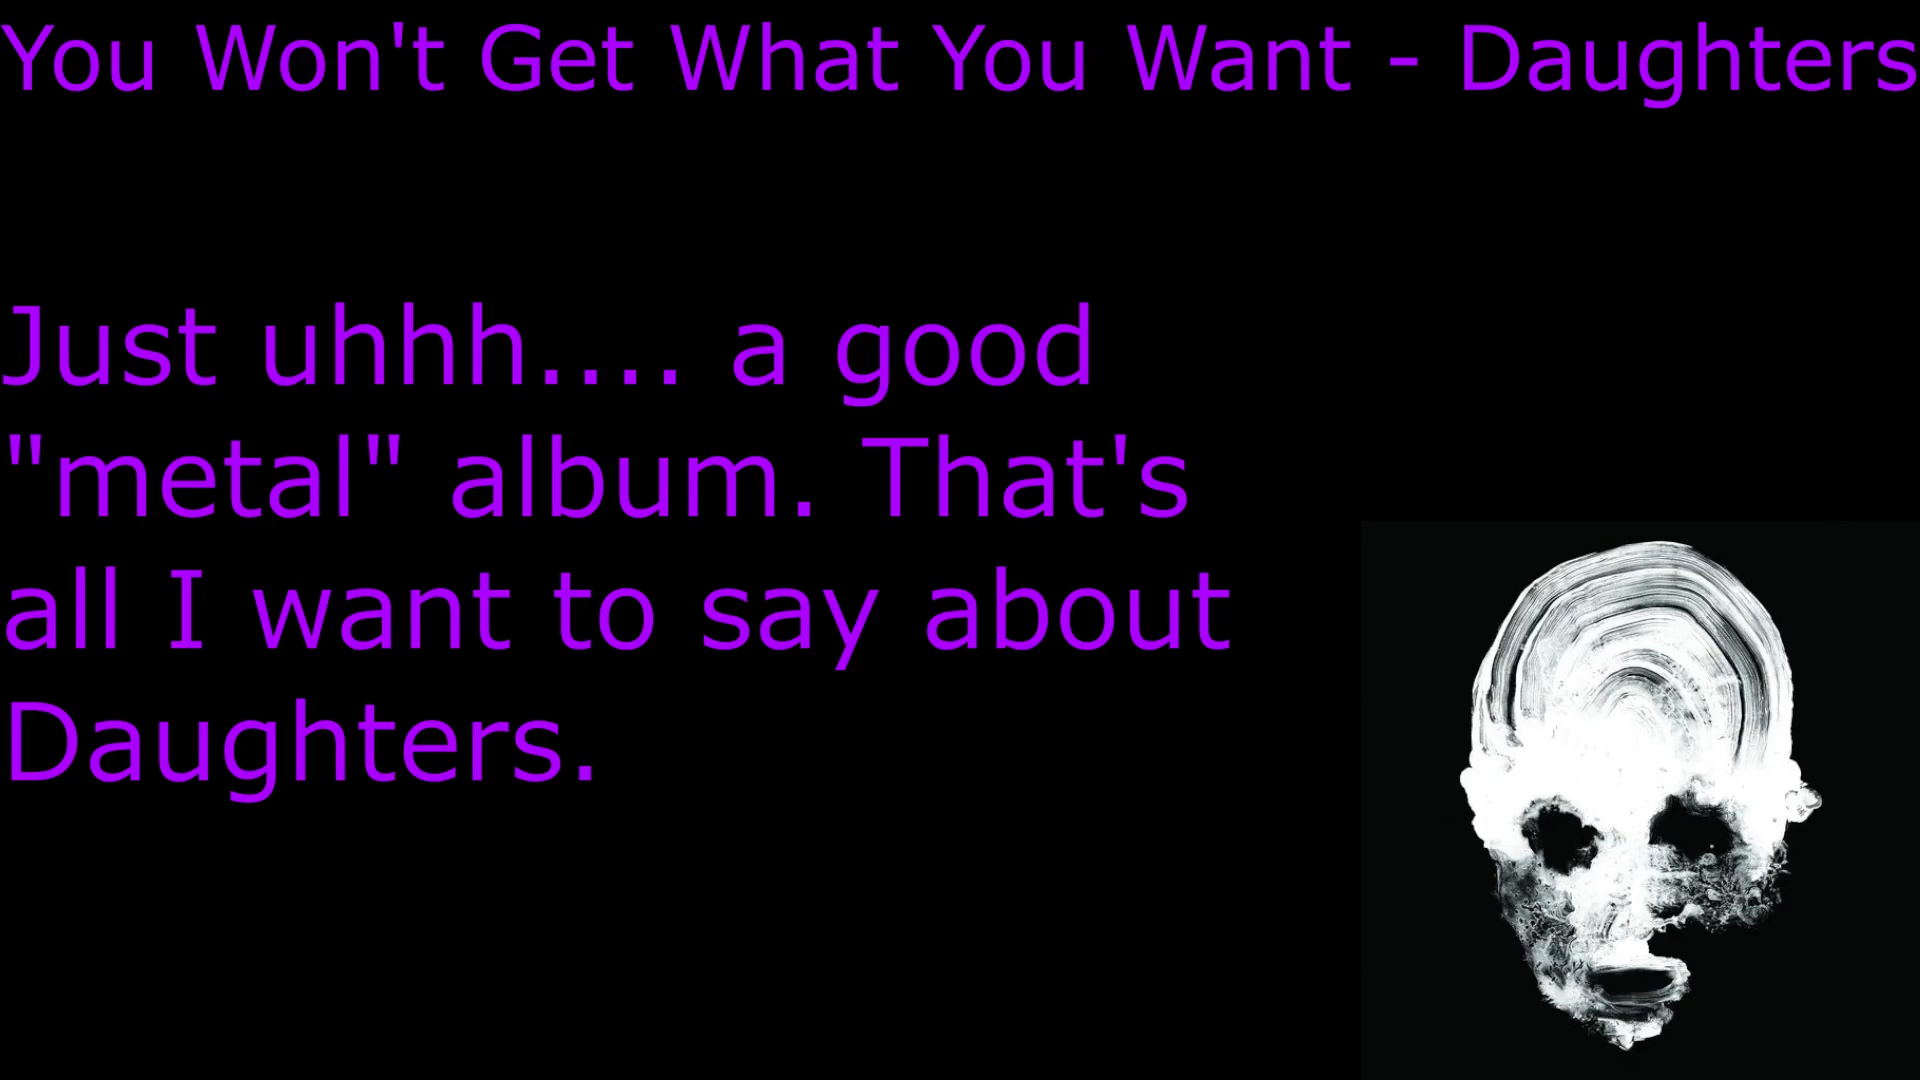 You Won't Get What You Want - Daughters
Just uhhh.... a good
"metal" album. That's
all I want to say about
Daughters.